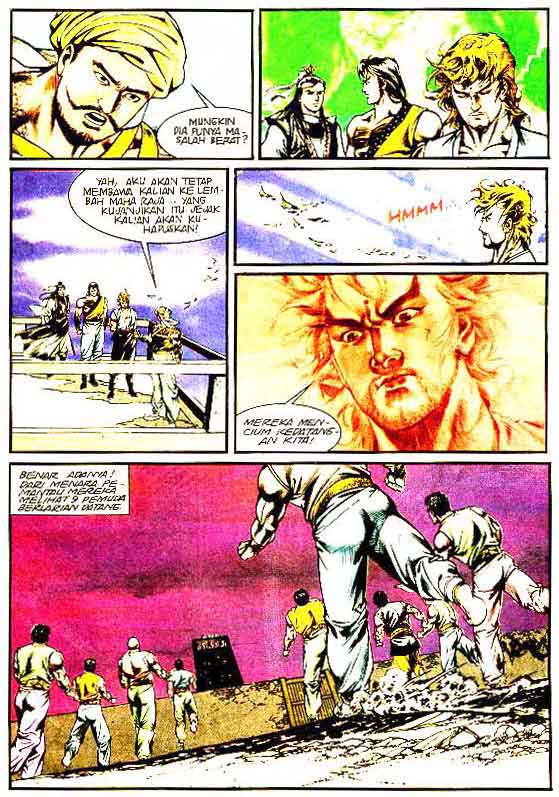 MUNGKIN
DIA PUNYA MA-
SALAH BERAT?
YAH, AKU AKAN TETAP
MEMBAWA KALIAN KE LEM-
BAH MAHA RAJA .. YANG
KUJANJIKAN ITU JEJAK
KALIAN AKAN KU-
HAPUSKAN!
HMMM...
MEREKA MEN-
CIUM KEDATANG-
AN KITA!
BENAR ADANYA!
DARI MENARA PE-
MANTAU MEREKA
MELIHAT 9 PEMUDA
BERLARIAN DATANG.